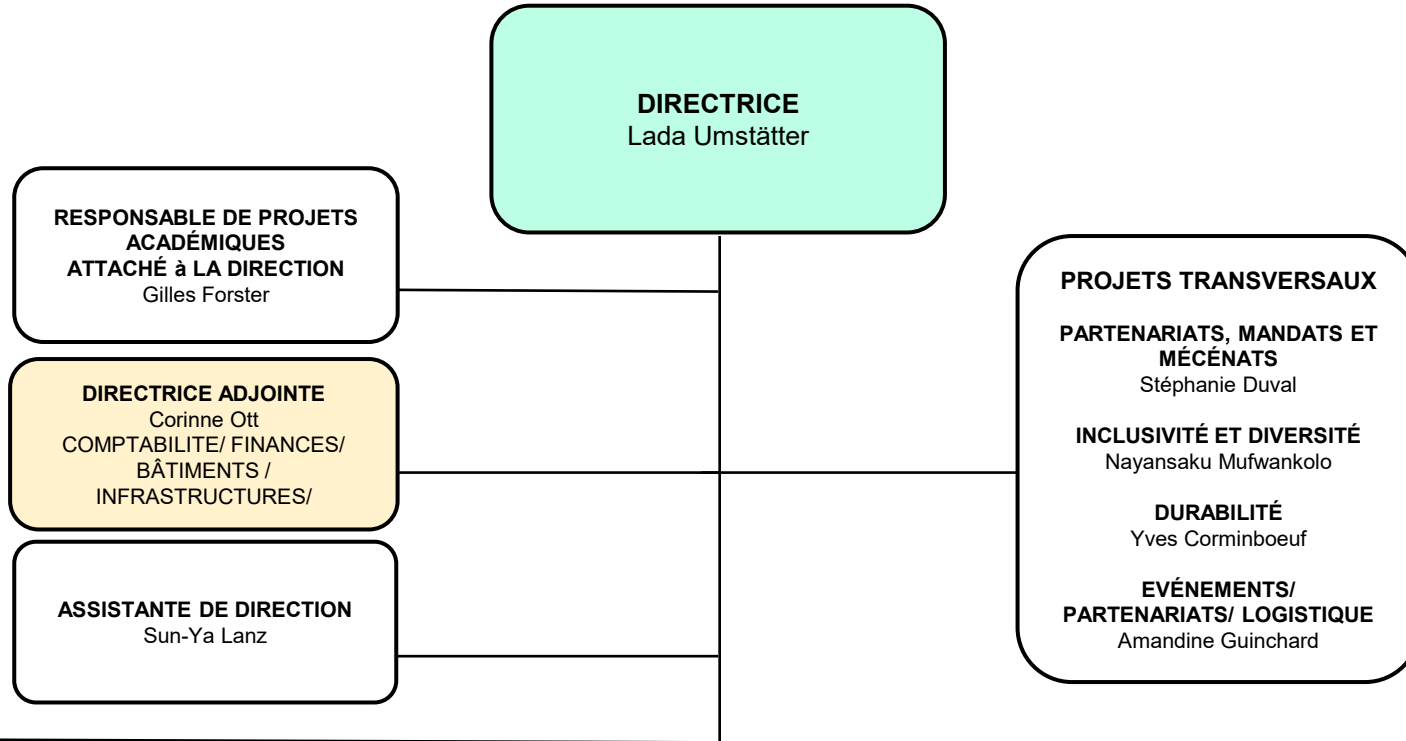 DIRECTRICE
Lada Umstätter
RESPONSABLE DE PROJETS
ACADÉMIQUES
ATTACHÉ à LA DIRECTION
Gilles Forster
DIRECTRICE ADJOINTE
Corinne Ott
COMPTABILITE/ FINANCES/
BÂTIMENTS /
INFRASTRUCTURES/
ASSISTANTE DE DIRECTION
Sun-Ya Lanz
PROJETS TRANSVERSAUX
PARTENARIATS, MANDATS ET
MÉCÉNATS
Stéphanie Duval
INCLUSIVITÉ ET DIVERSITÉ
Nayansaku Mufwankolo
DURABILITÉ
Yves Corminboeuf
EVÉNEMENTS/
PARTENARIATS/ LOGISTIQUE
Amandine Guinchard